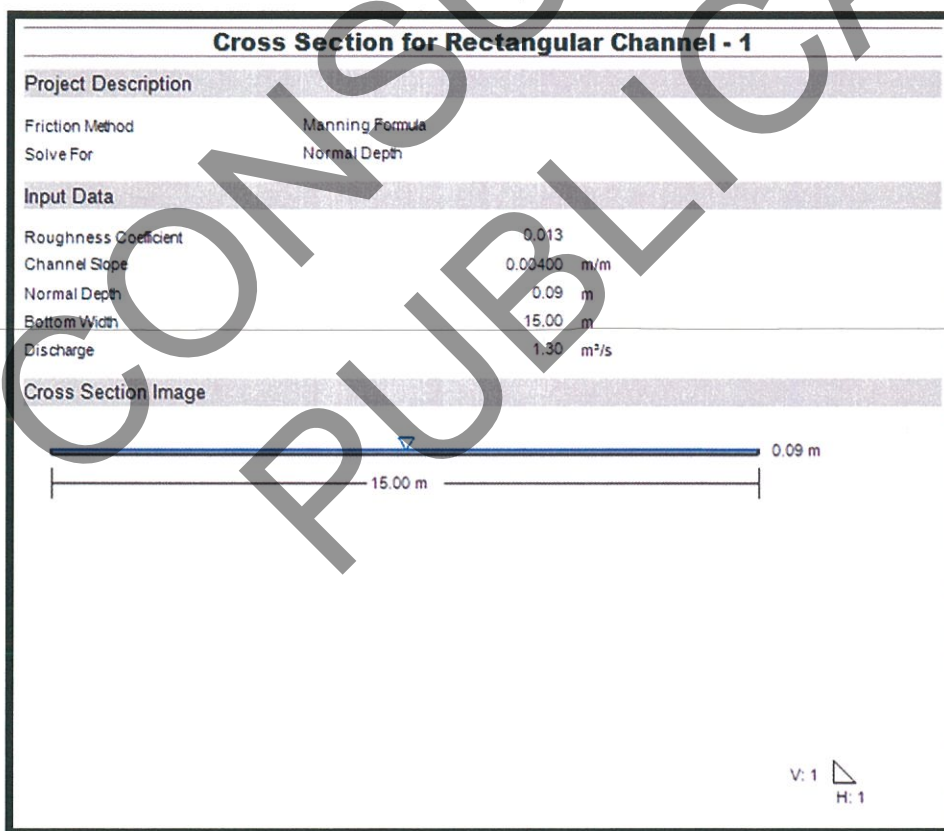 Cross Section for Rectangular Channel - 1
Project Description
Friction Method Manning Formula
Solve For Normal Depth
Input Data
Roughness Coefficient 0.013
Channel Slope 0.00400 m/m
Normal Depth 0.09 m
Bottom Width 15.00 m
Discharge 1.30 m³/s
Cross Section Image
0.09 m
15.00 m
V: 1
H: 1
CONSU
PUBLICA